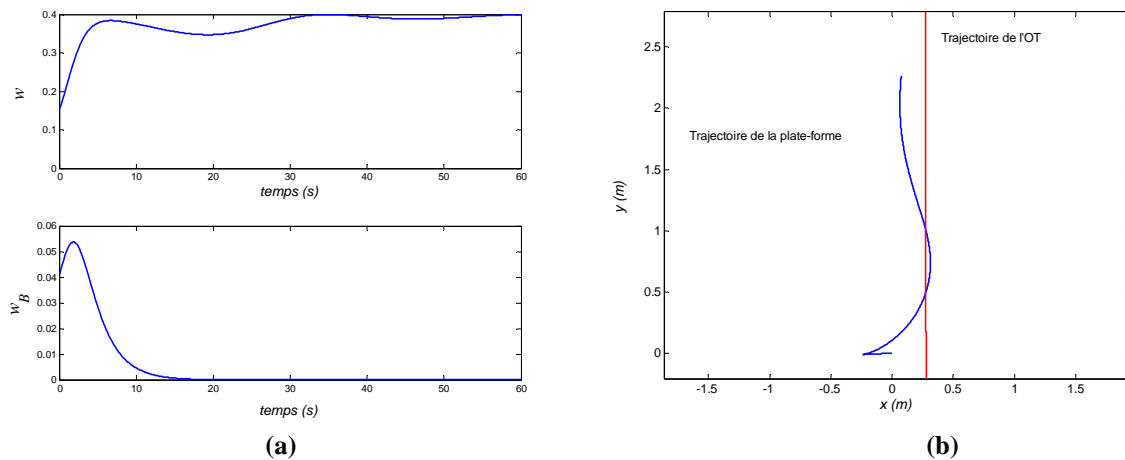 0.4
0.3
0.2
0.1
0
w
0 10 20 30 40 50 60
temps (s)
0.06
0.05
0.04
0.03
0.02
0.01
0
w_B
0 10 20 30 40 50 60
temps (s)
(a)
2.5
2
1.5
1
0.5
0
y (m)
Trajectoire de l'OT
Trajectoire de la plate-forme
-1.5 -1 -0.5 0 0.5 1 1.5
x (m)
(b)